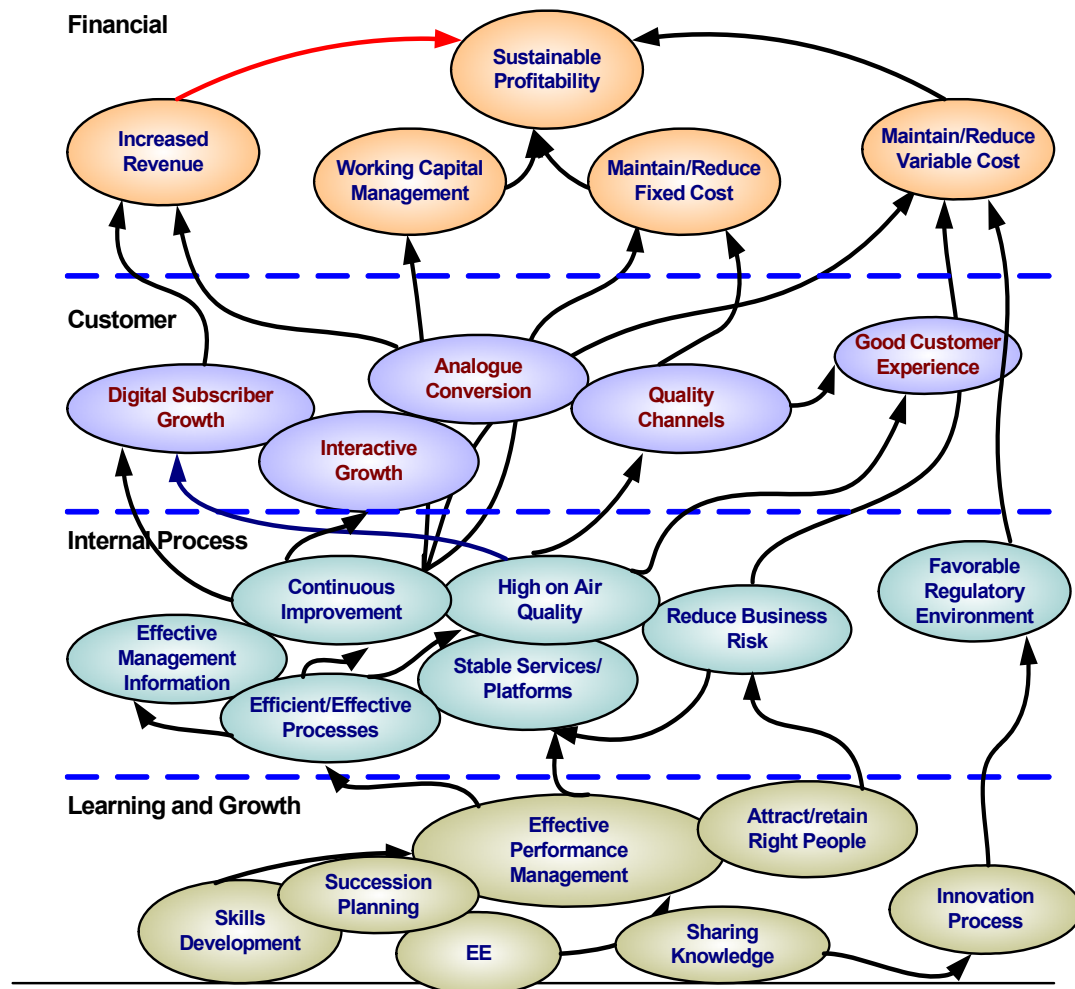 Financial
Sustainable
Profitability
Increased
Revenue
Maintain/Reduce
Variable Cost
Working Capital
Management
Maintain/Reduce
Fixed Cost
Customer
Good Customer
Experience
Analogue
Conversion
Digital Subscriber
Growth
Quality
Channels
Interactive
Growth
Internal Process
Continuous
Improvement
High on Air
Quality
Favorable
Regulatory
Environment
Reduce Business
Risk
Effective
Management
Information
Stable Services/
Platforms
Efficient/Effective
Processes
Learning and Growth
Effective
Performance
Management
Attract/retain
Right People
Succession
Planning
Innovation
Process
Skills
Development
EE
Sharing
Knowledge